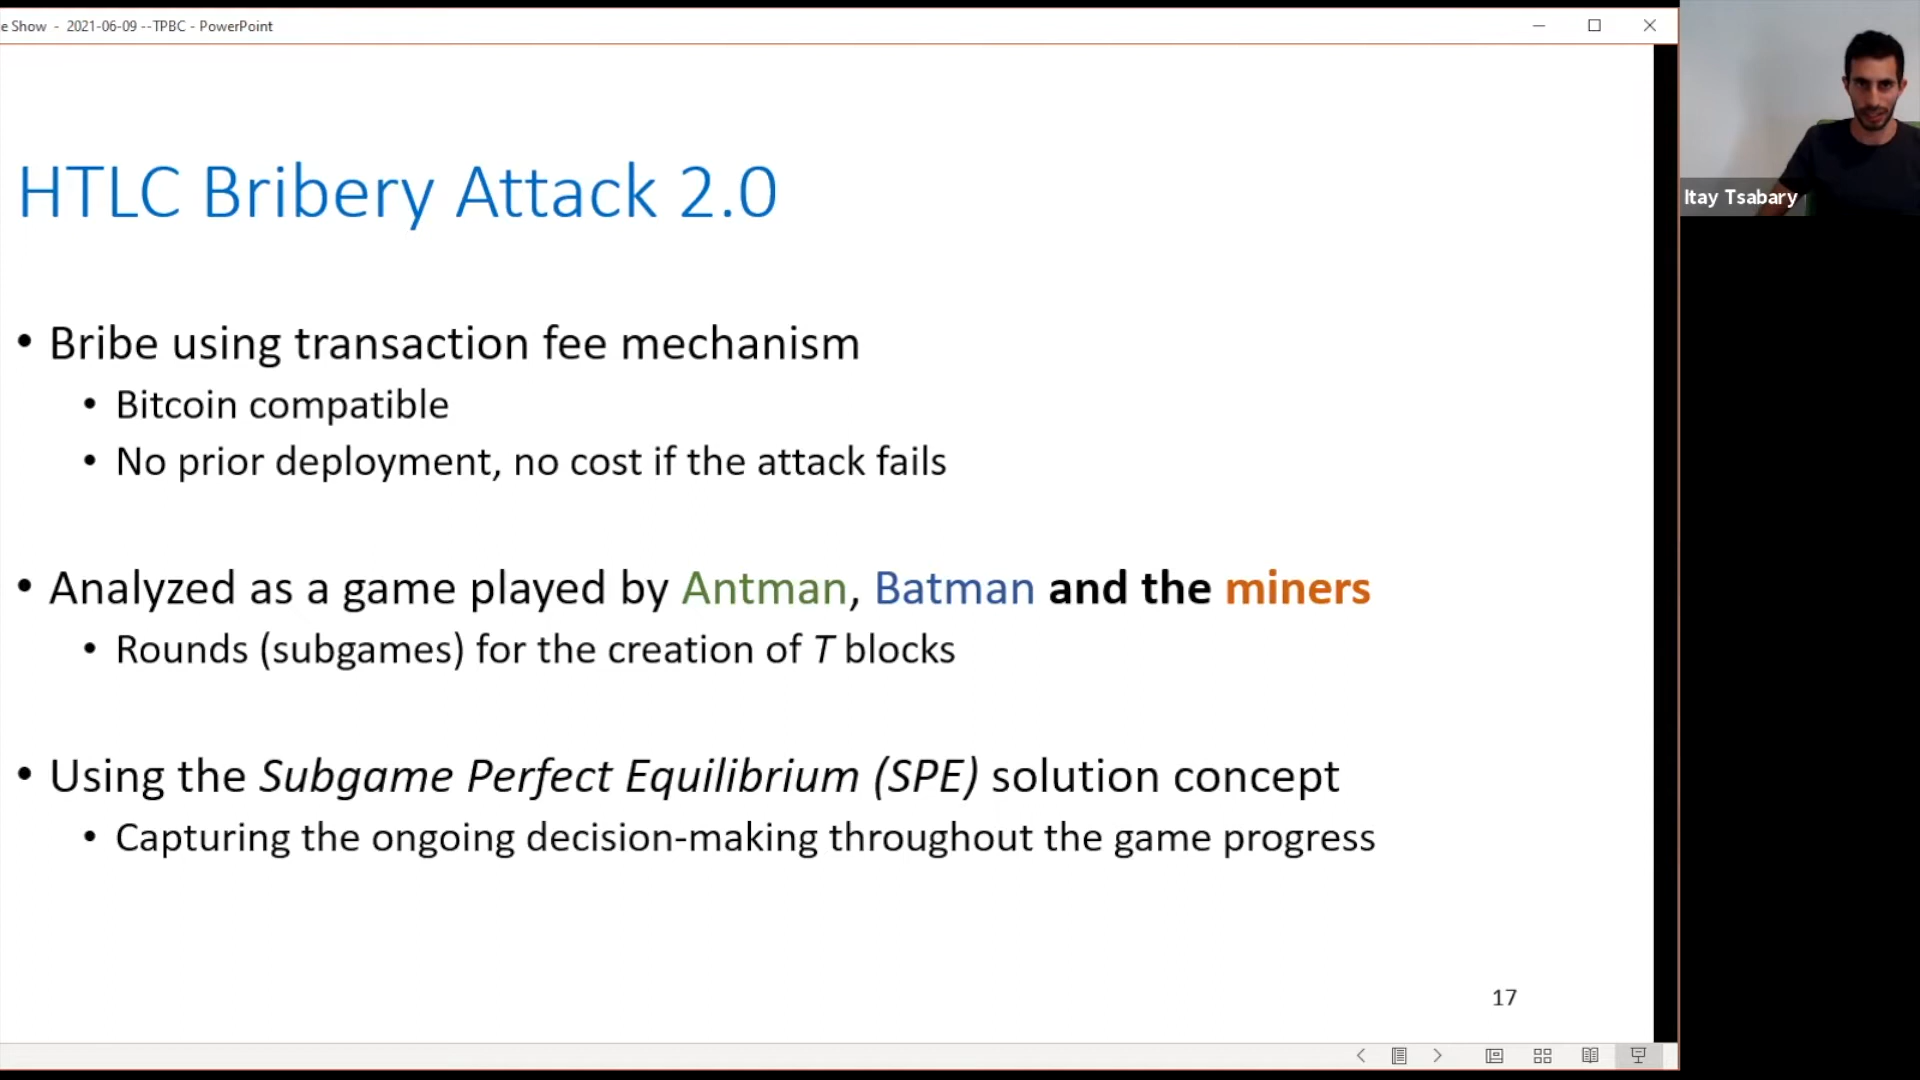 e Show - 2021-06-09 --TPBC - PowerPoint
HTLC Bribery Attack 2.0
• Bribe using transaction fee mechanism
• Bitcoin compatible
• No prior deployment, no cost if the attack fails
• Analyzed as a game played by Antman, Batman and the miners
• Rounds (subgames) for the creation of T blocks
• Using the Subgame Perfect Equilibrium (SPE) solution concept
• Capturing the ongoing decision-making throughout the game progress
17
Itay Tsabary